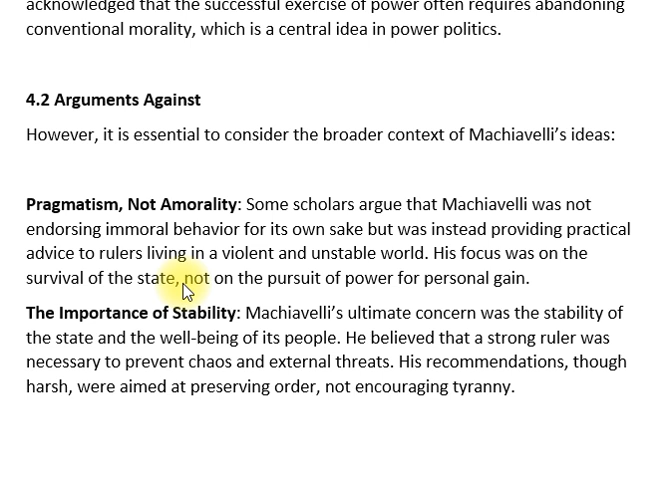 acknowledged that the successful exercise of power often requires abandoning
conventional morality, which is a central idea in power politics.
4.2 Arguments Against
However, it is essential to consider the broader context of Machiavelli’s ideas:
Pragmatism, Not Amorality: Some scholars argue that Machiavelli was not
endorsing immoral behavior for its own sake but was instead providing practical
advice to rulers living in a violent and unstable world. His focus was on the
survival of the state, not on the pursuit of power for personal gain.
The Importance of Stability: Machiavelli’s ultimate concern was the stability of
the state and the well-being of its people. He believed that a strong ruler was
necessary to prevent chaos and external threats. His recommendations, though
harsh, were aimed at preserving order, not encouraging tyranny.